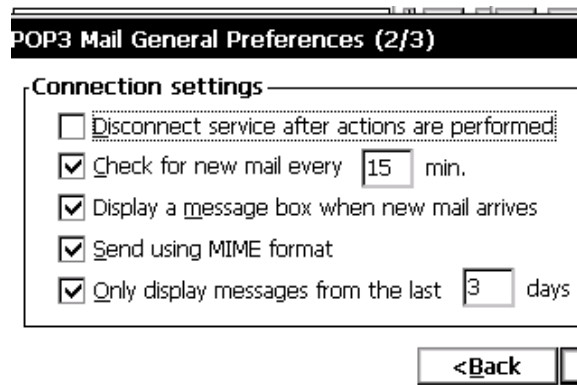 POP3 Mail General Preferences (2/3)
Connection settings
Disconnect service after actions are performed
Check for new mail every 15 min.
Display a message box when new mail arrives
Send using MIME format
Only display messages from the last 3 days
<Back